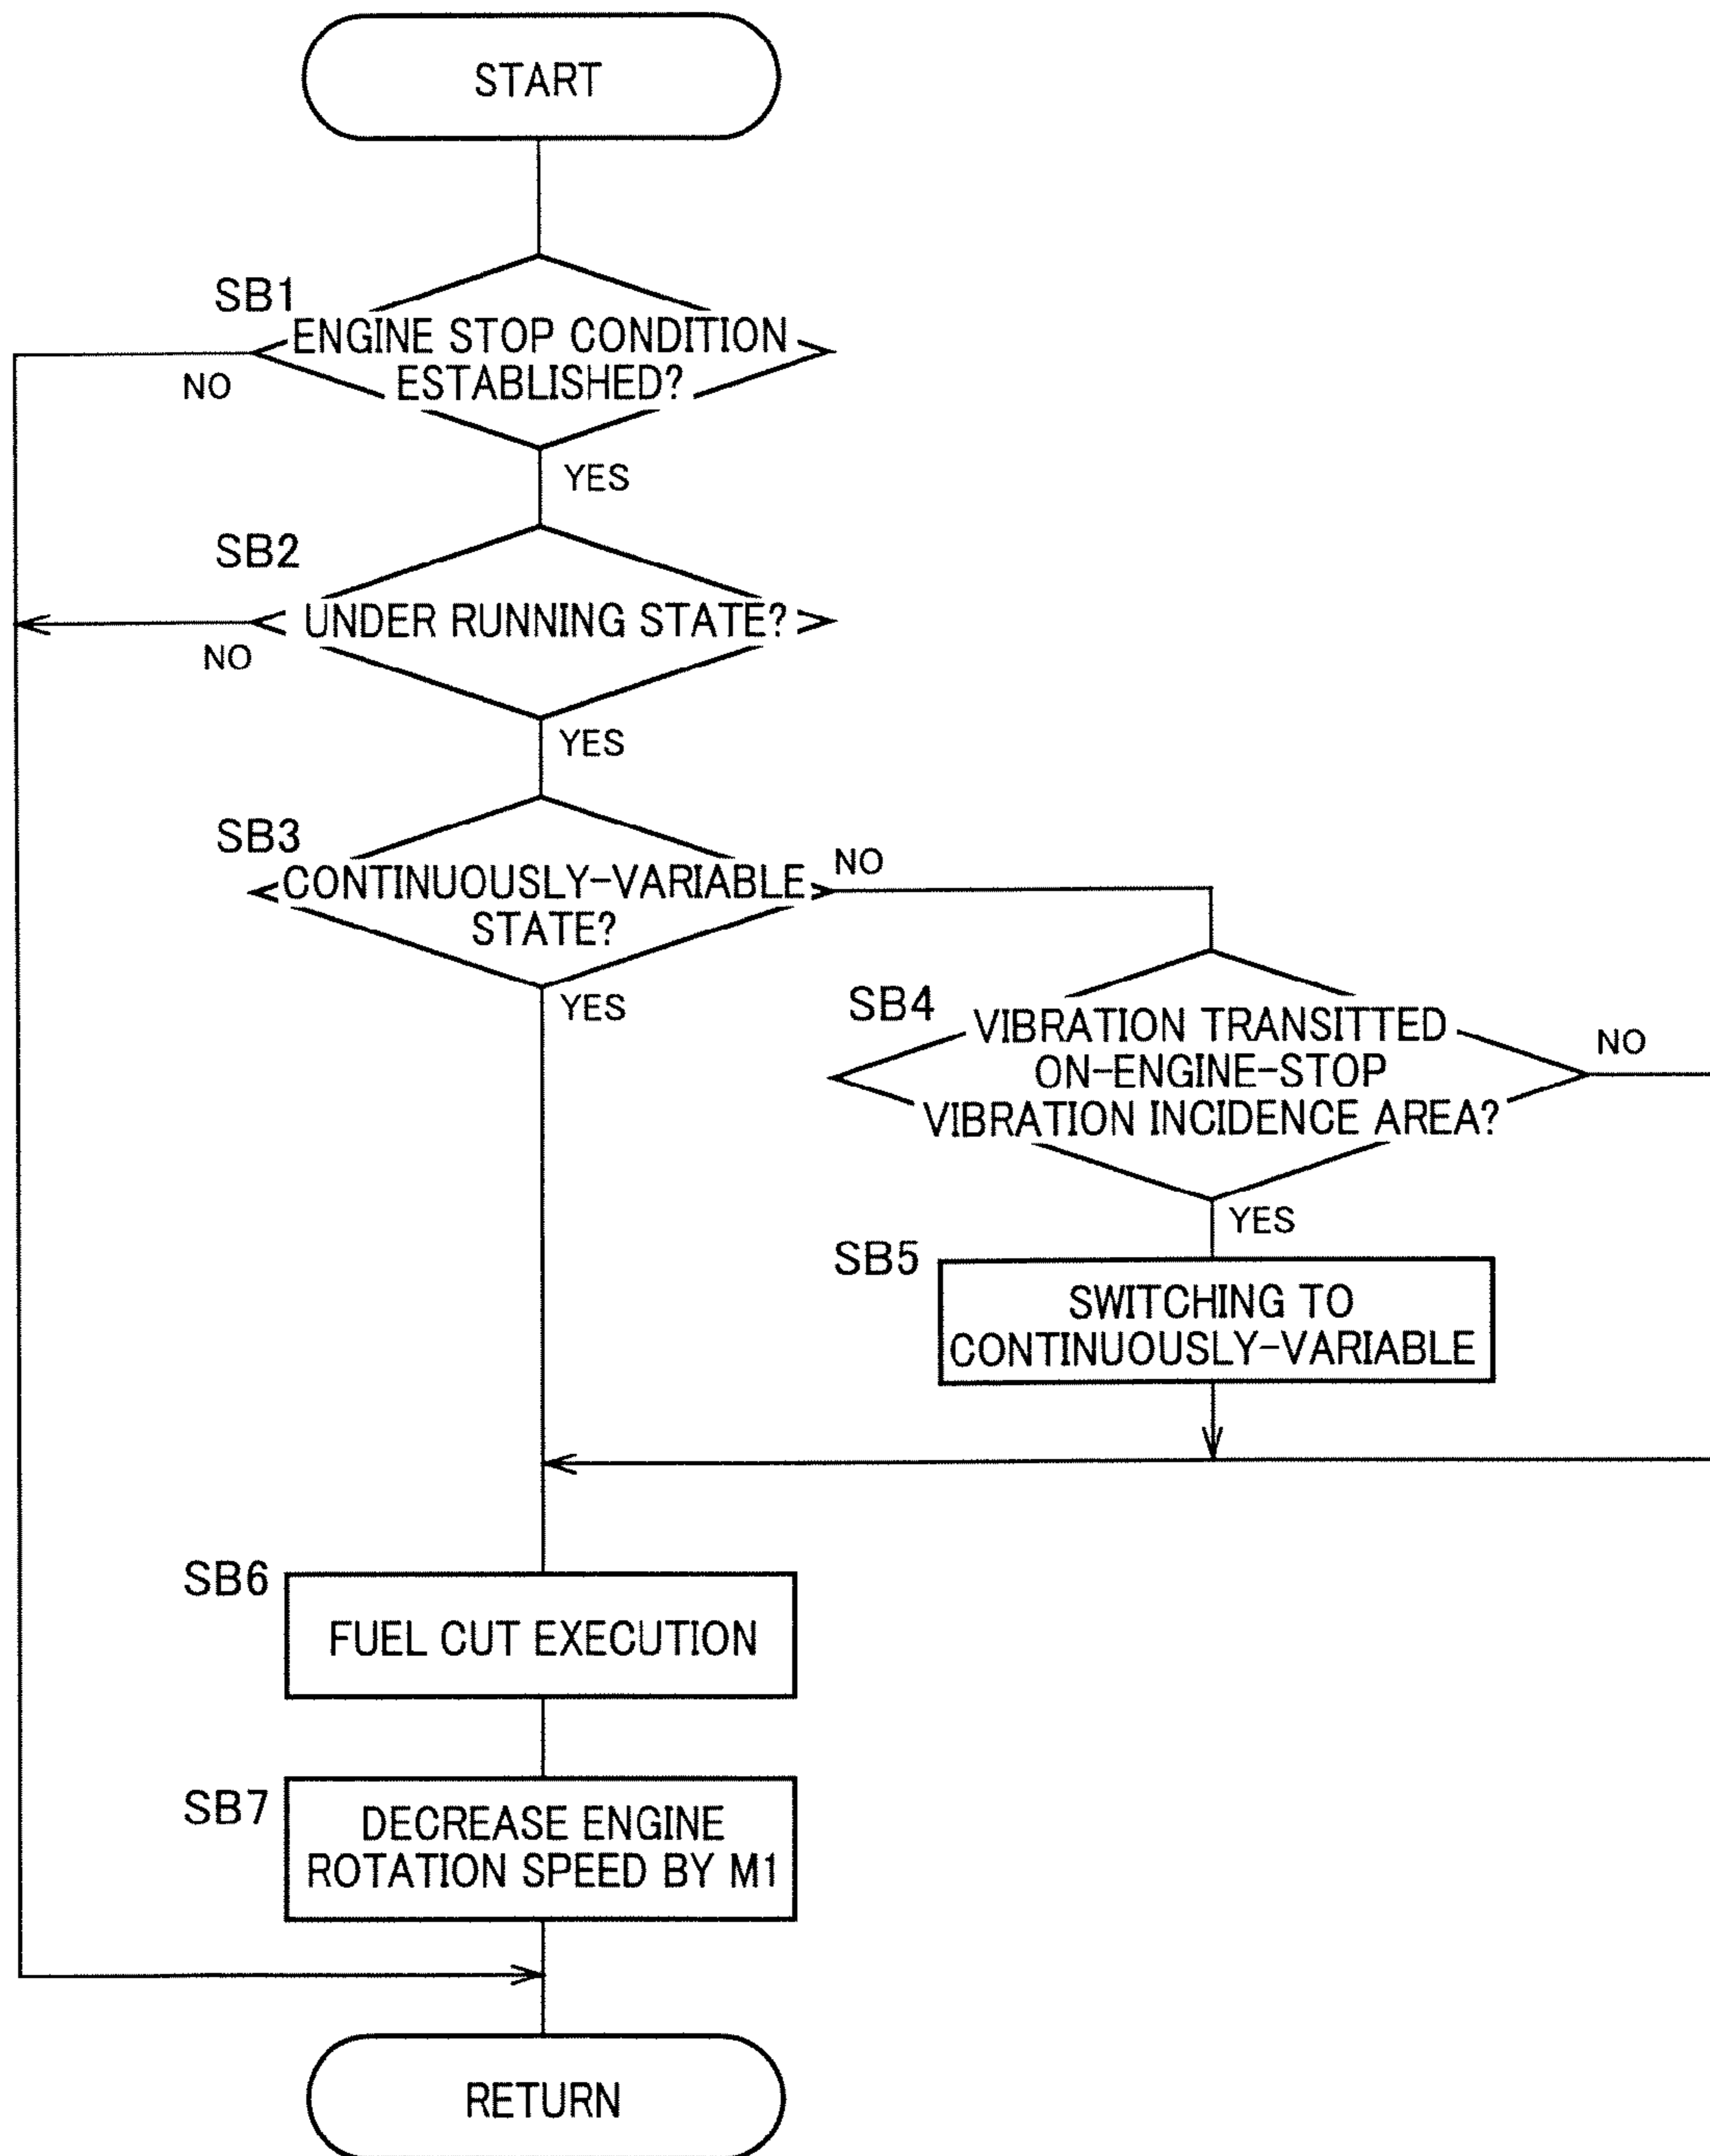 START
SB1
ENGINE STOP CONDITION
ESTABLISHED?
NO
YES
SB2
UNDER RUNNING STATE?
NO
YES
SB3
CONTINUOUSLY-VARIABLE
STATE?
NO
YES
SB4
VIBRATION TRANSITTED
ON-ENGINE-STOP
VIBRATION INCIDENCE AREA?
NO
YES
SB5
SWITCHING TO
CONTINUOUSLY-VARIABLE
SB6
FUEL CUT EXECUTION
SB7
DECREASE ENGINE
ROTATION SPEED BY M1
RETURN